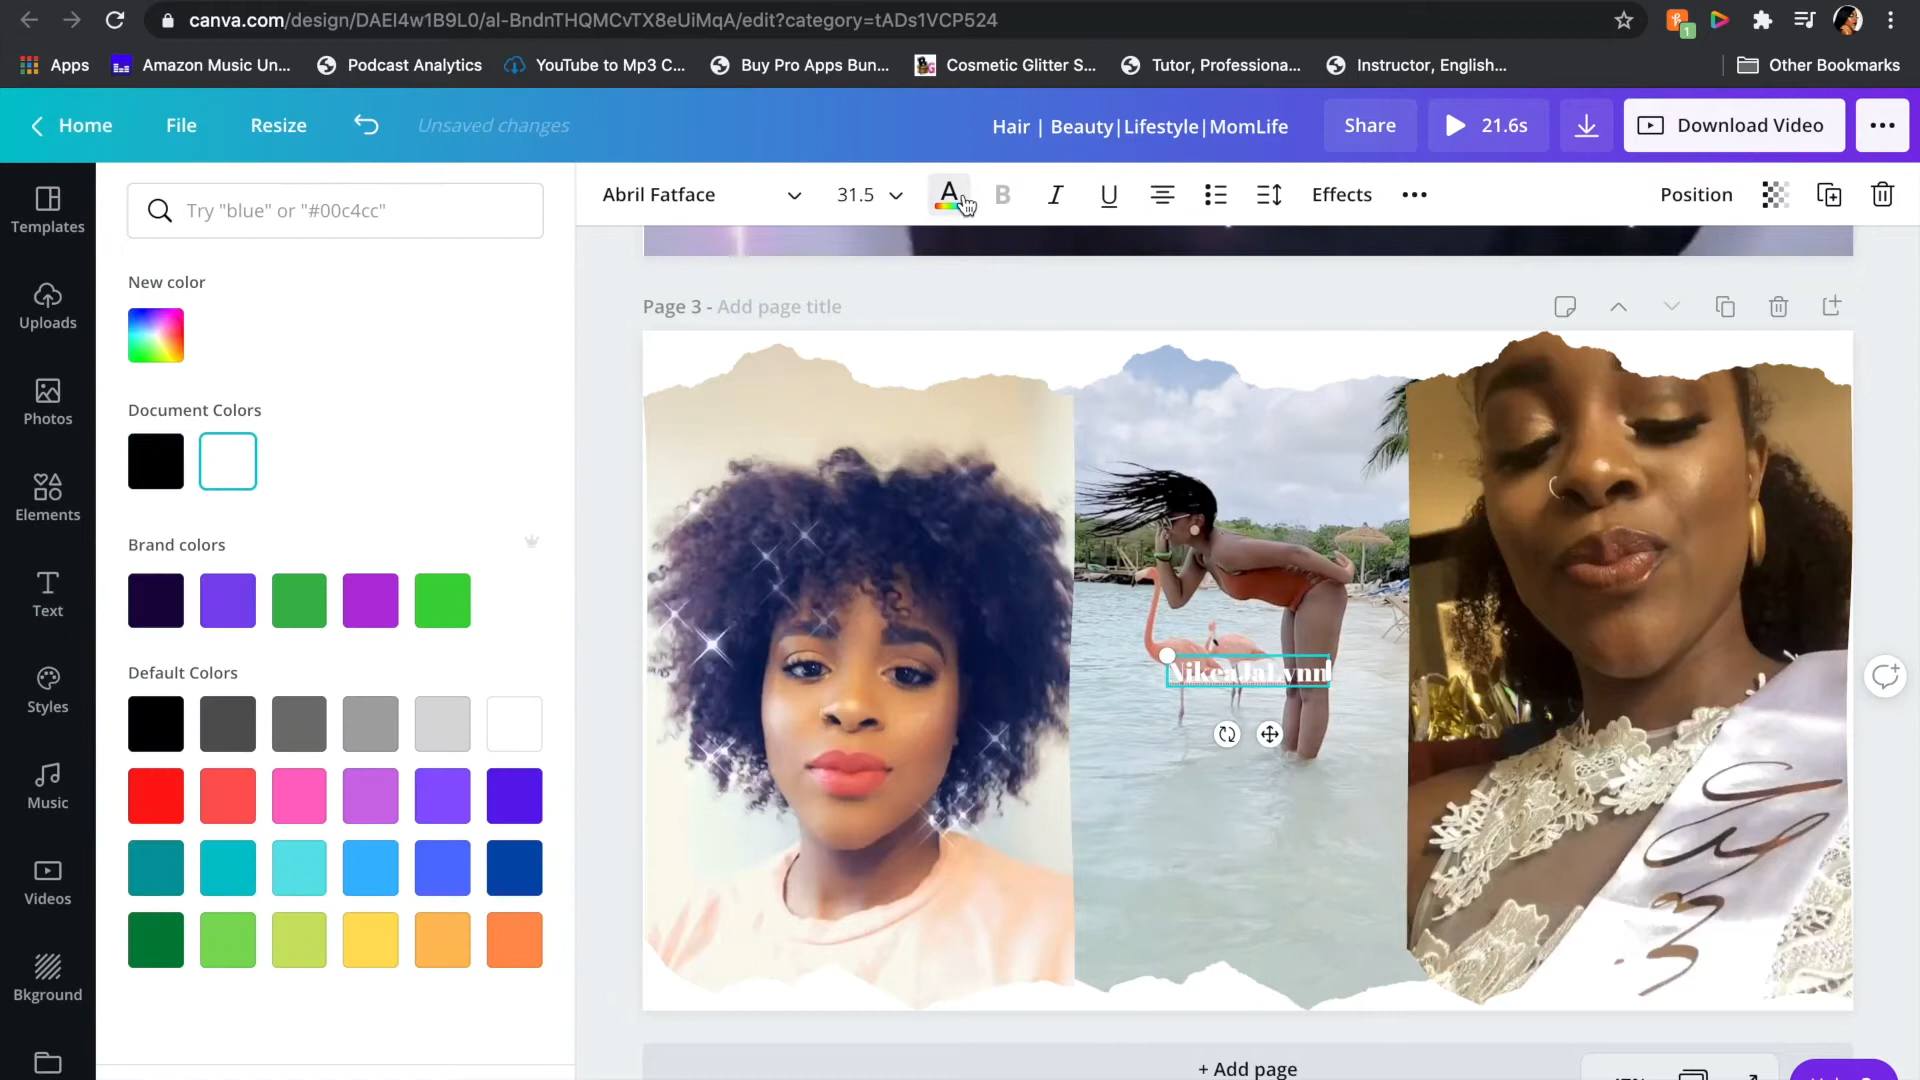 canva.com/design/DAEI4w1B9L0/al-BndnTHQMCvTX8eUiMqA/edit?category=tADs1VCP524
1
Apps
Amazon Music Un...
Podcast Analytics
YouTube to Mp3 C...
Buy Pro Apps Bun...
Cosmetic Glitter S...
Tutor, Professiona...
Instructor, English...
Other Bookmarks
Home
File
Resize
Unsaved changes
Hair | Beauty|Lifestyle|MomLife
Share
21.6s
Download Video
Abril Fatface
31.5
A
B
I
U
Effects
Position
Templates
Uploads
Photos
Elements
Text
Styles
Music
Videos
Bkground
Try "blue" or "#00c4cc"
New color
Document Colors
Brand colors
Default Colors
Page 3 - Add page title
NikeaJaLynn
+ Add page